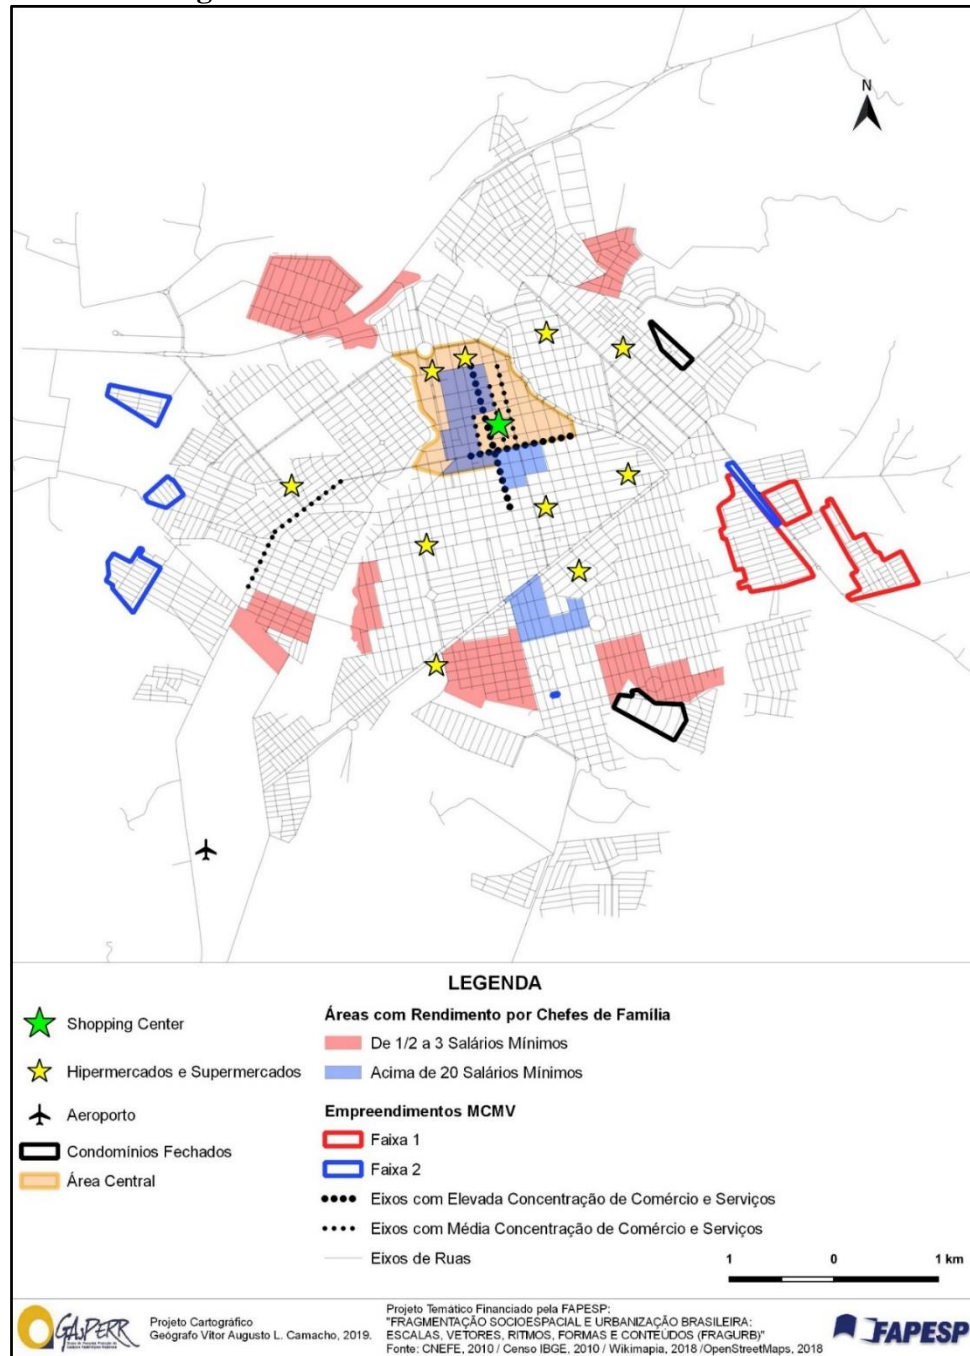 N
LEGENDA
Shopping Center
Hipermercados e Supermercados
Aeroporto
Condomínios Fechados
Área Central
Áreas com Rendimento por Chefes de Família
De 1/2 a 3 Salários Mínimos
Acima de 20 Salários Mínimos
Empreendimentos MCMV
Faixa 1
Faixa 2
Eixos com Elevada Concentração de Comércio e Serviços
Eixos com Média Concentração de Comércio e Serviços
Eixos de Ruas
1 0 1 km
GAsPERR
Projeto Cartográfico
Geógrafo Vitor Augusto L. Camacho, 2019.
Projeto Temático Financiado pela FAPESP:
"FRAGMENTAÇÃO SOCIOESPACIAL E URBANIZAÇÃO BRASILEIRA:
ESCALAS, VETORES, RITMOS, FORMAS E CONTEÚDOS (FRAGURB)"
Fonte: CNEFE, 2010 / Censo IBGE, 2010 / Wikimapia, 2018 /OpenStreetMaps, 2018
FAPESP